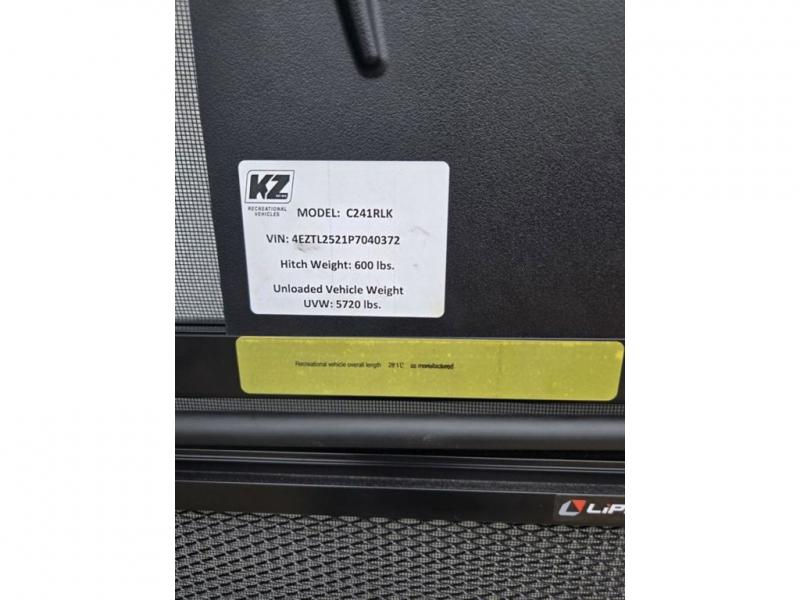 KZ
RECREATIONAL
VEHICLES
MODEL: C241RLK
VIN: 4EZTL2521P7040372
Hitch Weight: 600 lbs.
Unloaded Vehicle Weight
UVW: 5720 lbs.
Recreational vehicle overall length as manufactured